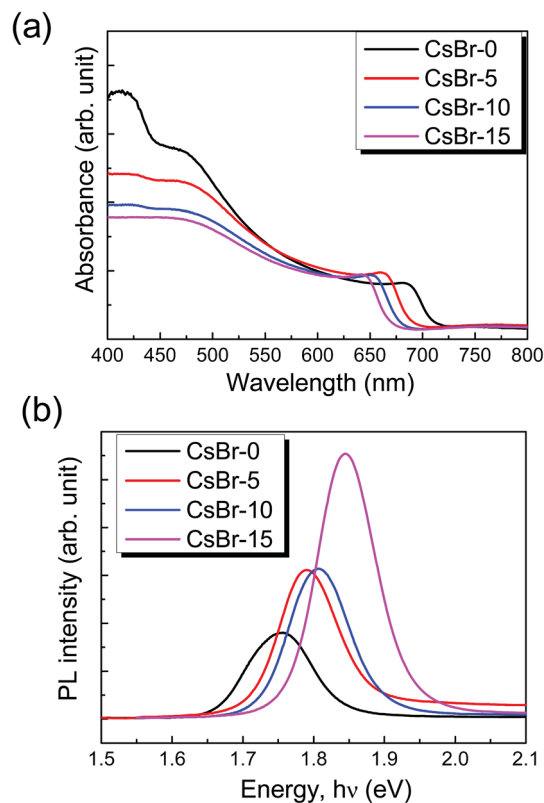 (a)
CsBr-0
CsBr-5
CsBr-10
CsBr-15
Absorbance (arb. unit)
400 450 500 550 600 650 700 750 800
Wavelength (nm)
(b)
CsBr-0
CsBr-5
CsBr-10
CsBr-15
PL intensity (arb. unit)
1.5 1.6 1.7 1.8 1.9 2.0 2.1
Energy, hν (eV)